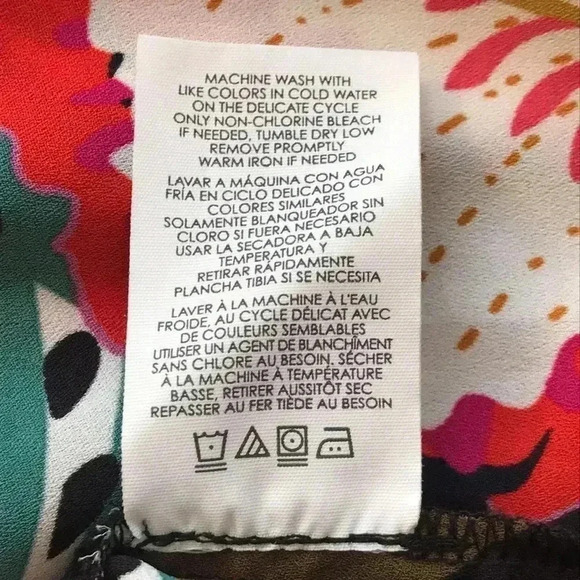 MACHINE WASH WITH
LIKE COLORS IN COLD WATER
ON THE DELICATE CYCLE
ONLY NON-CHLORINE BLEACH
IF NEEDED, TUMBLE DRY LOW
REMOVE PROMPTLY
WARM IRON IF NEEDED
LAVAR A MÁQUINA CON AGUA
FRÍA EN CICLO DELICADO CON
COLORES SIMILARES
SOLAMENTE BLANQUEADOR SIN
CLORO SI FUERA NECESARIO
USAR LA SECADORA A BAJA
TEMPERATURA Y
RETIRAR RÁPIDAMENTE
PLANCHA TIBIA SI SE NECESITA
LAVER À LA MACHINE À L'EAU
FROIDE, AU CYCLE DÉLICAT AVEC
DE COULEURS SEMBLABLES
UTILISER UN AGENT DE BLANCHÎMENT
SANS CHLORE AU BESOIN. SÉCHER
À LA MACHINE À TEMPÉRATURE
BASSE, RETIRER AUSSITÔT SEC
REPASSER AU FER TIÈDE AU BESOIN